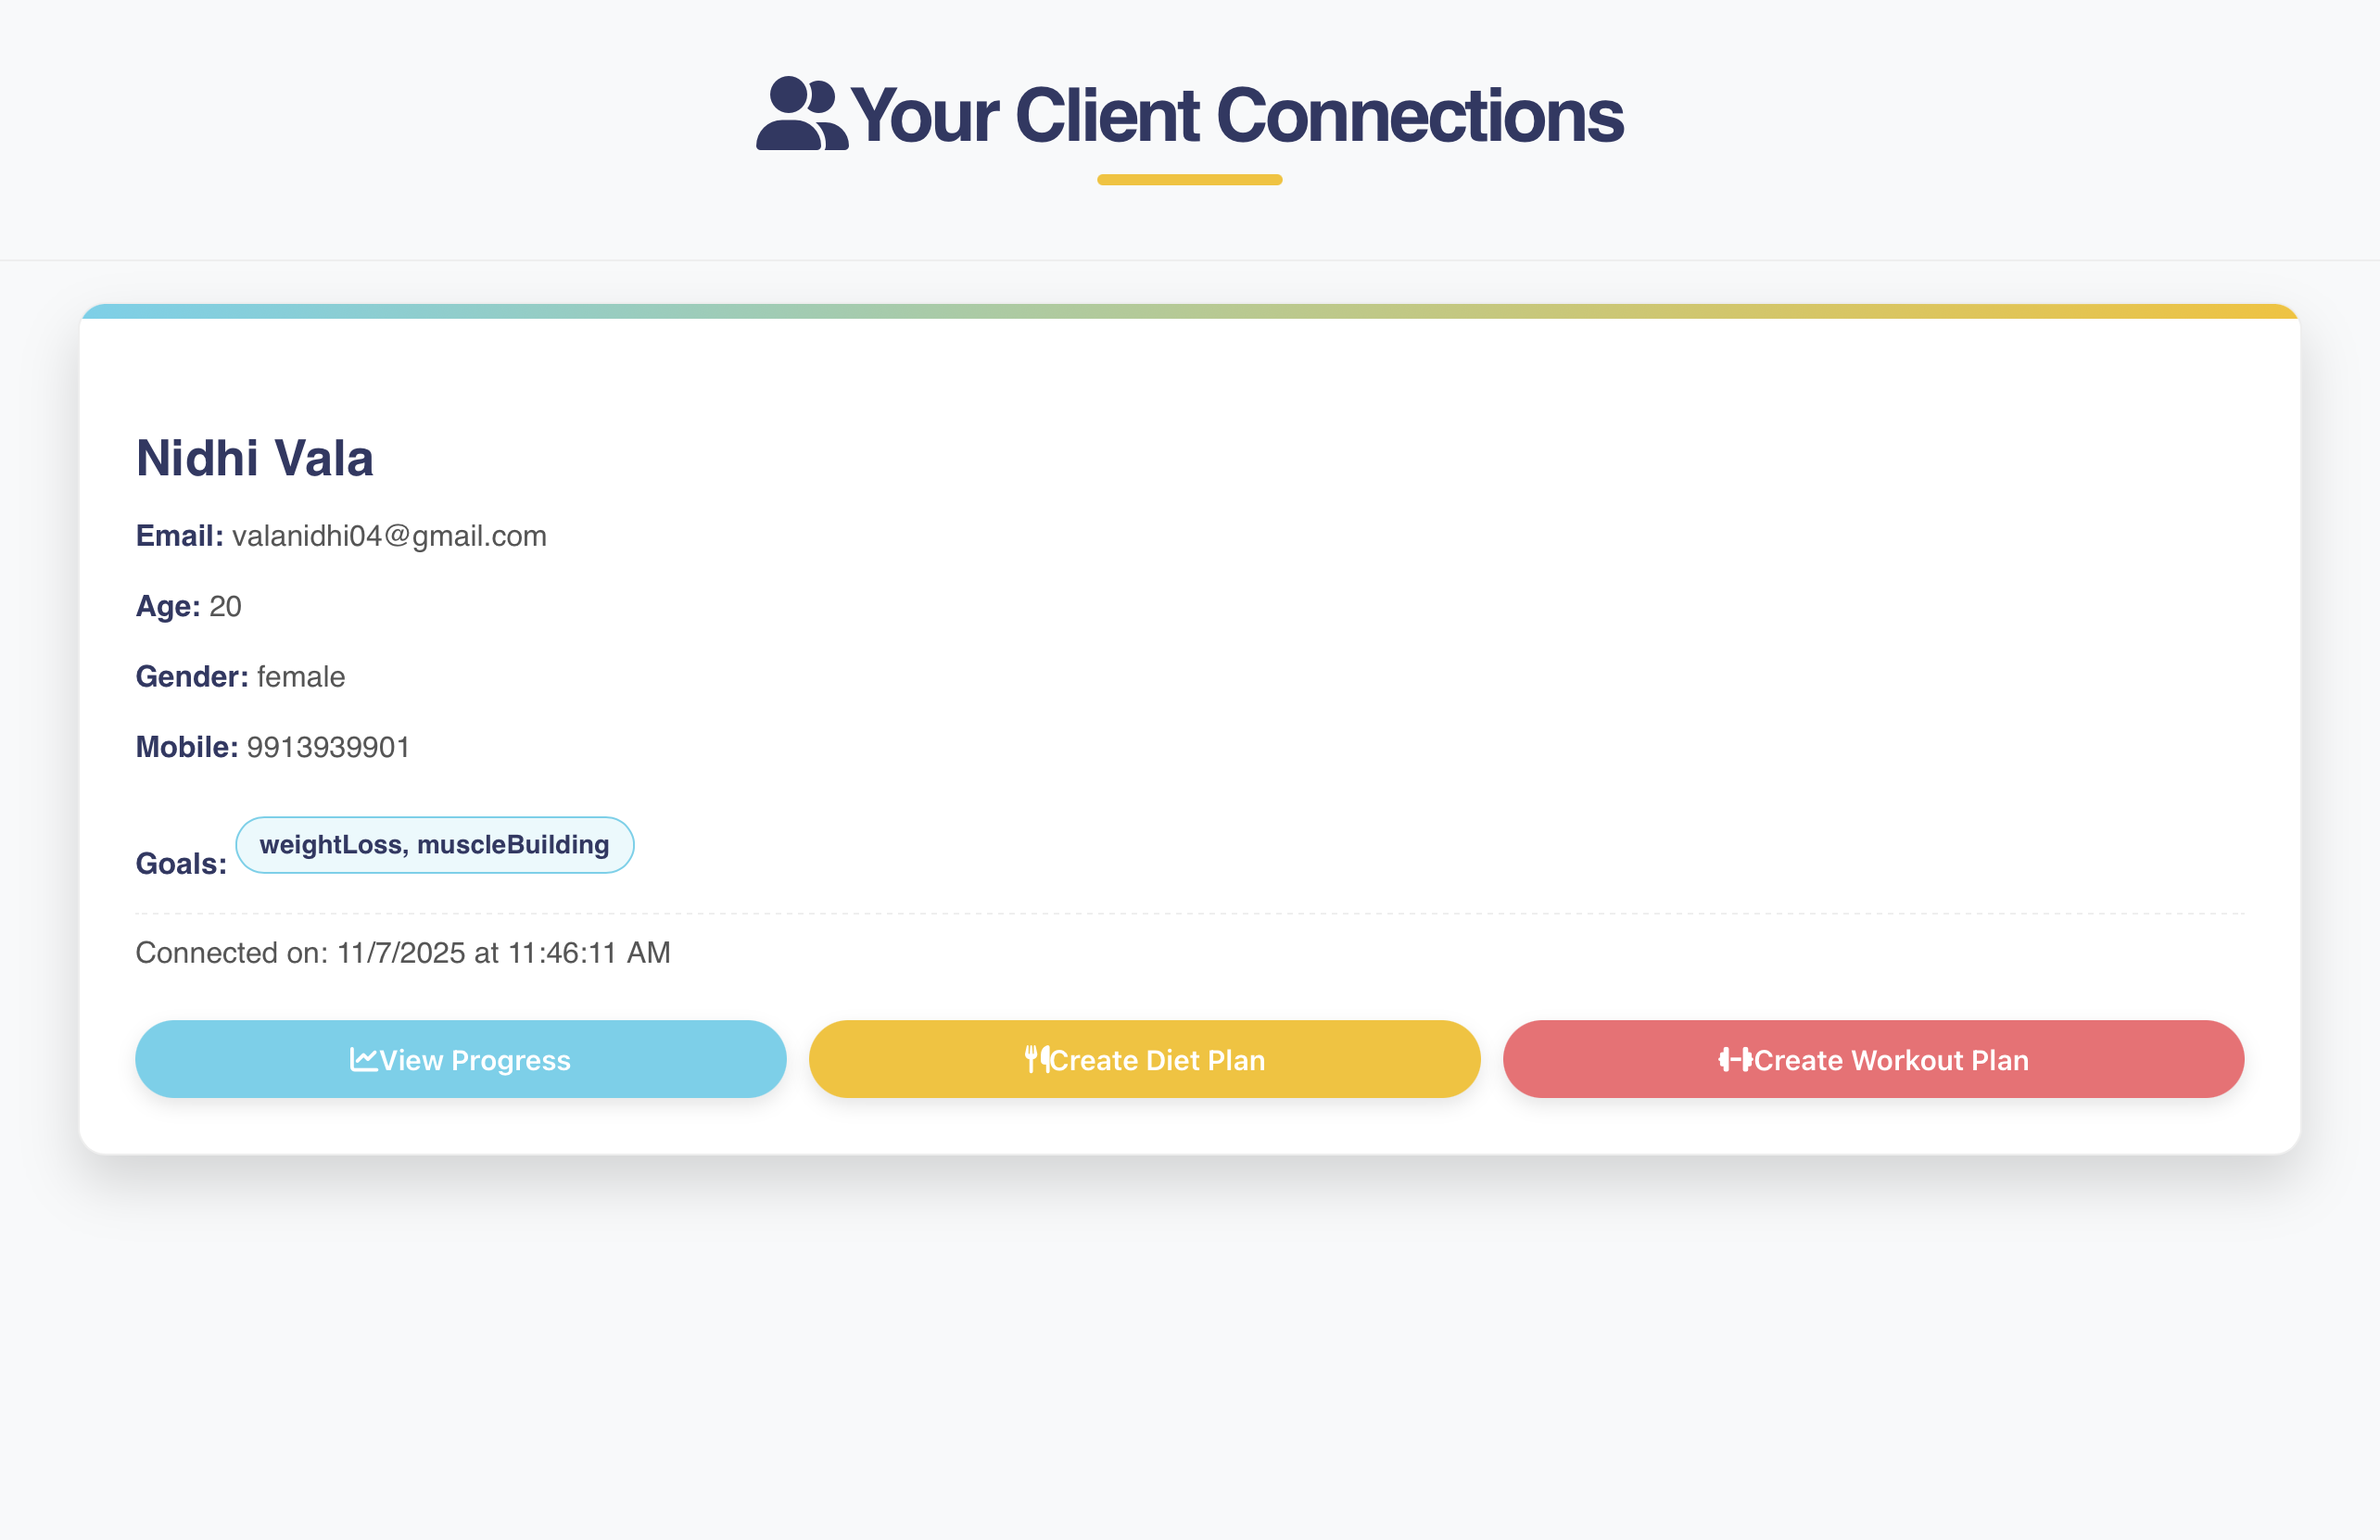 Your Client Connections
Nidhi Vala
Email: valanidhi04@gmail.com
Age: 20
Gender: female
Mobile: 9913939901
Goals: weightLoss, muscleBuilding
Connected on: 11/7/2025 at 11:46:11 AM
View Progress
Create Diet Plan
Create Workout Plan